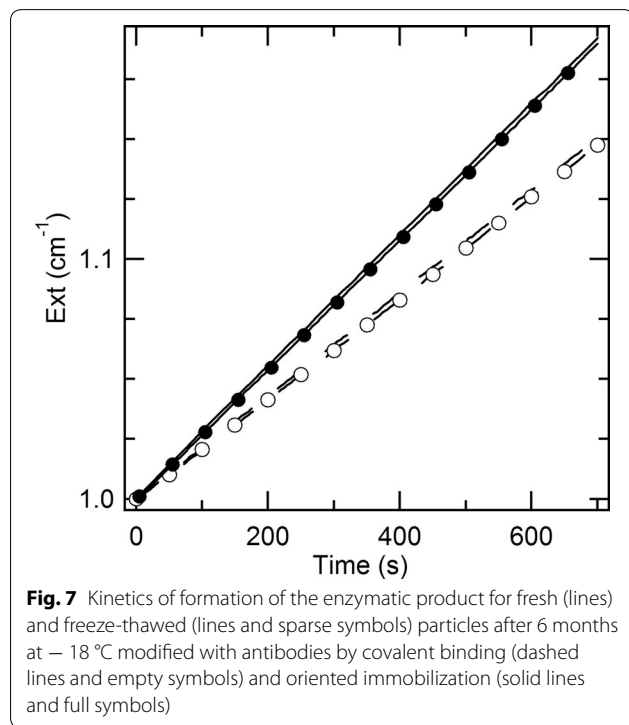 1.1
1.0
Ext (cm-1)
0
200
400
600
Time (s)
Fig. 7 Kinetics of formation of the enzymatic product for fresh (lines)
and freeze-thawed (lines and sparse symbols) particles after 6 months
at − 18 °C modified with antibodies by covalent binding (dashed
lines and empty symbols) and oriented immobilization (solid lines
and full symbols)